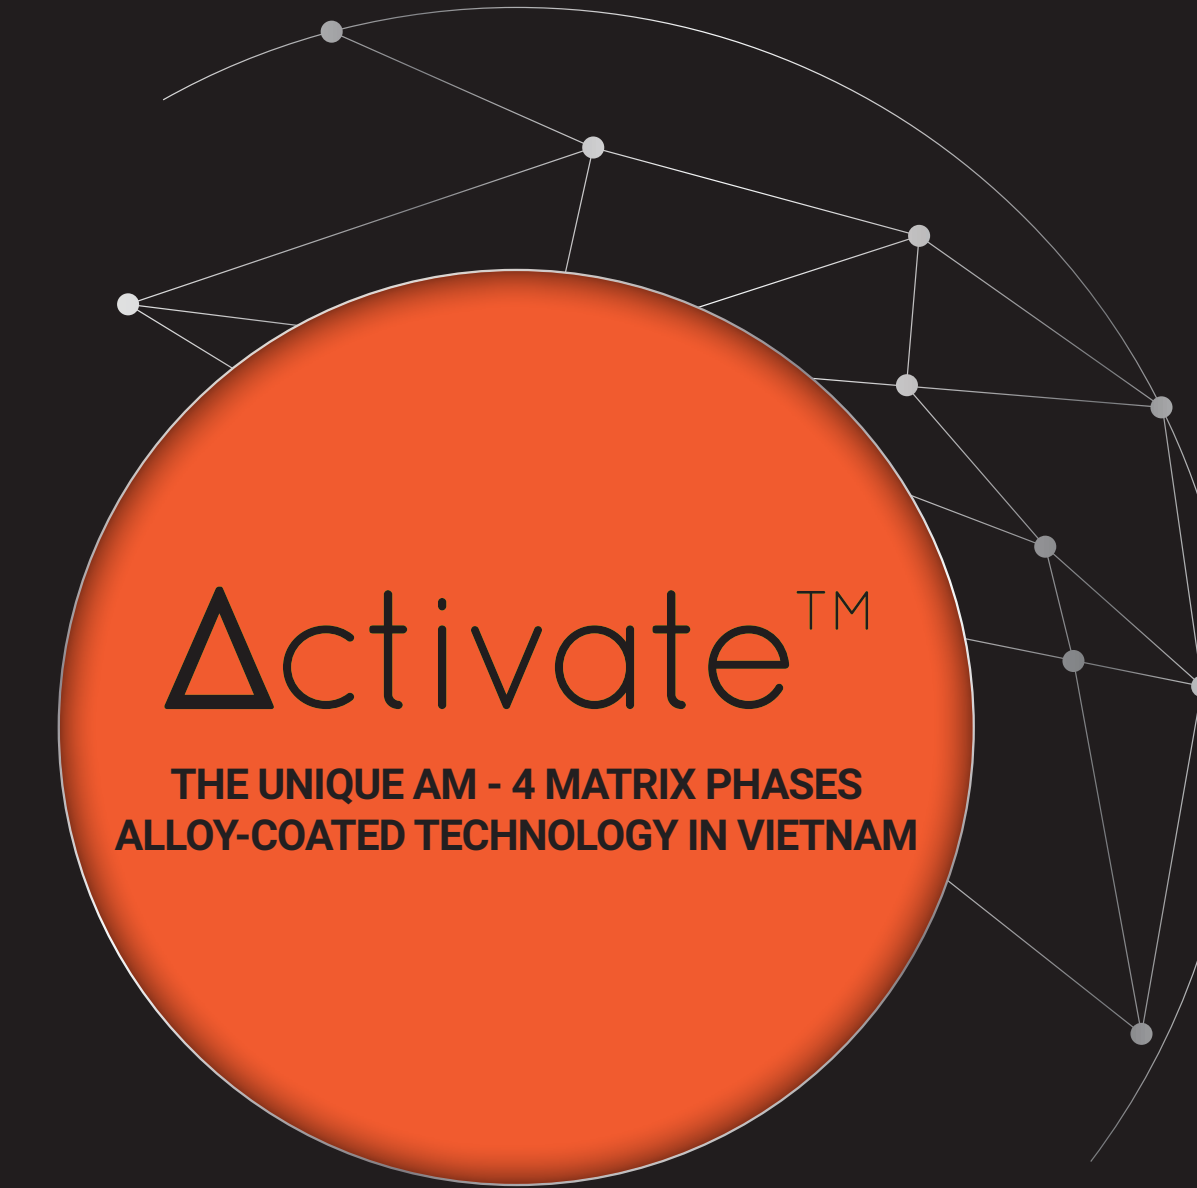 Activate™
THE UNIQUE AM - 4 MATRIX PHASES
ALLOY-COATED TECHNOLOGY IN VIETNAM